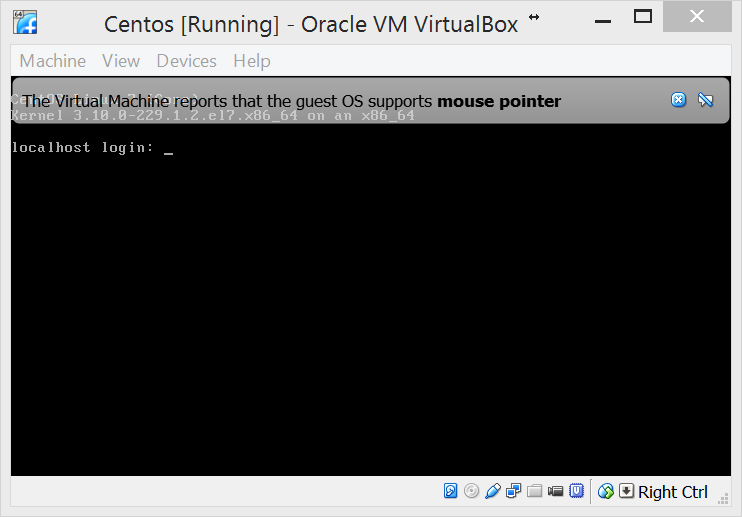 Centos [Running] - Oracle VM VirtualBox
Machine View Devices Help
The Virtual Machine reports that the guest OS supports mouse pointer
Kernel 3.10.0-229.1.2.el7.x86_64 on an x86_64
localhost login: _
Right Ctrl